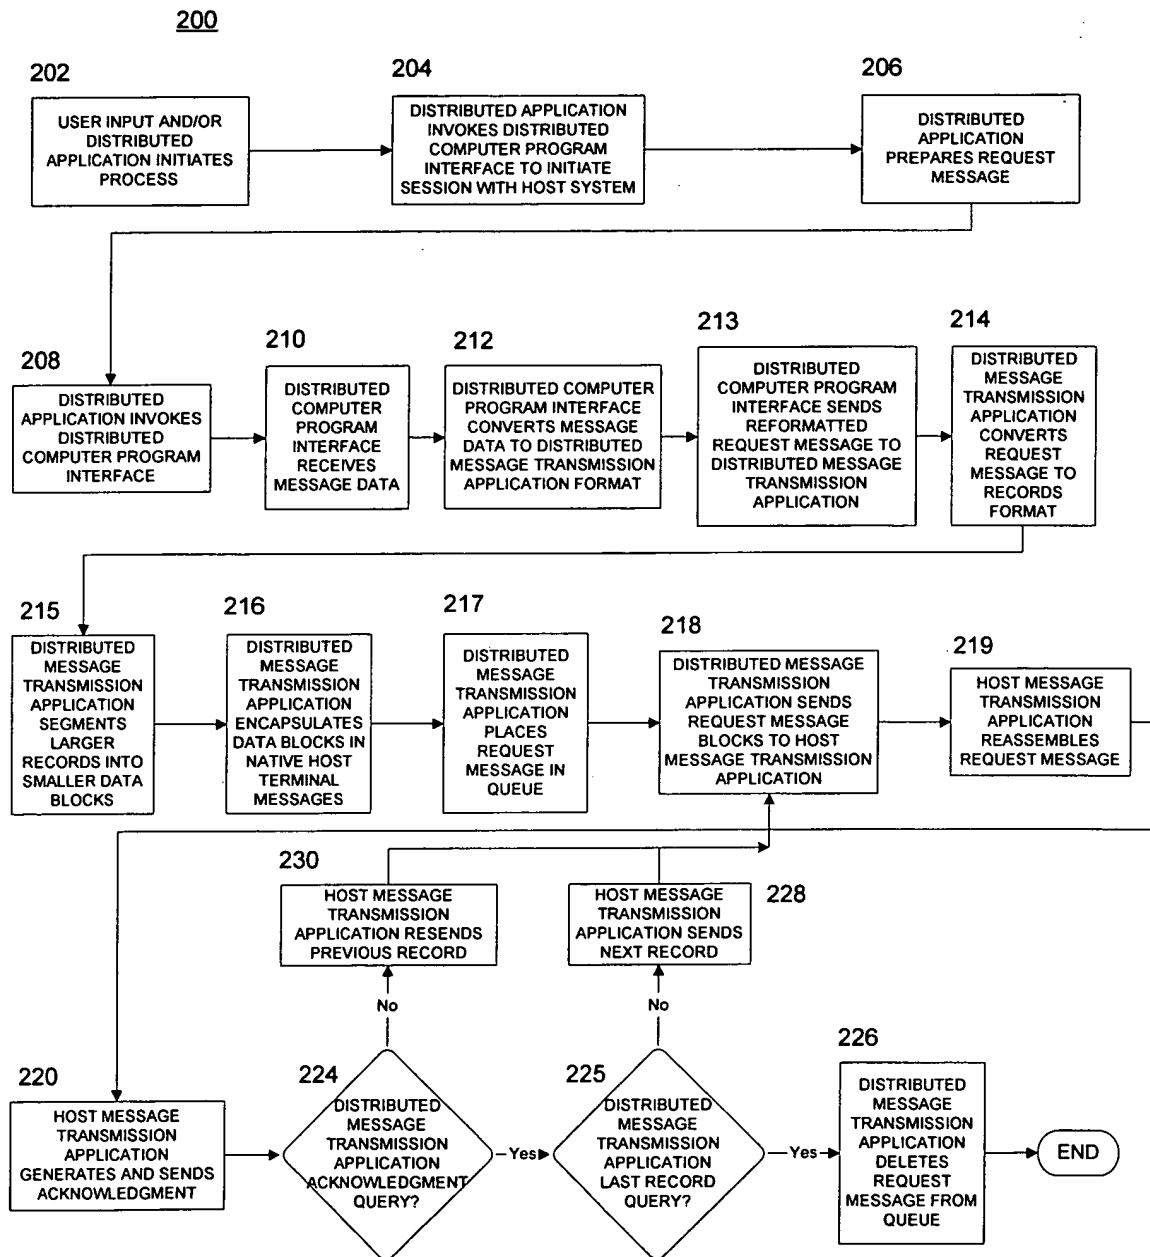 200
202
USER INPUT AND/OR
DISTRIBUTED
APPLICATION INITIATES
PROCESS
204
DISTRIBUTED APPLICATION
INVOKES DISTRIBUTED
COMPUTER PROGRAM
INTERFACE TO INITIATE
SESSION WITH HOST SYSTEM
206
DISTRIBUTED
APPLICATION
PREPARES REQUEST
MESSAGE
208
DISTRIBUTED
APPLICATION INVOKES
DISTRIBUTED
COMPUTER PROGRAM
INTERFACE
210
DISTRIBUTED
COMPUTER
PROGRAM
INTERFACE
RECEIVES
MESSAGE DATA
212
DISTRIBUTED COMPUTER
PROGRAM INTERFACE
CONVERTS MESSAGE
DATA TO DISTRIBUTED
MESSAGE TRANSMISSION
APPLICATION FORMAT
213
DISTRIBUTED
COMPUTER PROGRAM
INTERFACE SENDS
REFORMATTED
REQUEST MESSAGE TO
DISTRIBUTED MESSAGE
TRANSMISSION
APPLICATION
214
DISTRIBUTED
MESSAGE
TRANSMISSION
APPLICATION
CONVERTS
REQUEST
MESSAGE TO
RECORDS
FORMAT
215
DISTRIBUTED
MESSAGE
TRANSMISSION
APPLICATION
SEGMENTS
LARGER
RECORDS INTO
SMALLER DATA
BLOCKS
216
DISTRIBUTED
MESSAGE
TRANSMISSION
APPLICATION
ENCAPSULATES
DATA BLOCKS IN
NATIVE HOST
TERMINAL
MESSAGES
217
DISTRIBUTED
MESSAGE
TRANSMISSION
APPLICATION
PLACES
REQUEST
MESSAGE IN
QUEUE
218
DISTRIBUTED MESSAGE
TRANSMISSION
APPLICATION SENDS
REQUEST MESSAGE
BLOCKS TO HOST
MESSAGE TRANSMISSION
APPLICATION
219
HOST MESSAGE
TRANSMISSION
APPLICATION
REASSEMBLES
REQUEST MESSAGE
230
HOST MESSAGE
TRANSMISSION
APPLICATION RESENDS
PREVIOUS RECORD
228
HOST MESSAGE
TRANSMISSION
APPLICATION SENDS
NEXT RECORD
No
No
220
HOST MESSAGE
TRANSMISSION
APPLICATION
GENERATES AND SENDS
ACKNOWLEDGMENT
224
DISTRIBUTED
MESSAGE
TRANSMISSION
APPLICATION
ACKNOWLEDGMENT
QUERY?
Yes
225
DISTRIBUTED
MESSAGE
TRANSMISSION
APPLICATION
LAST RECORD
QUERY?
Yes
226
DISTRIBUTED
MESSAGE
TRANSMISSION
APPLICATION
DELETES
REQUEST
MESSAGE FROM
QUEUE
END